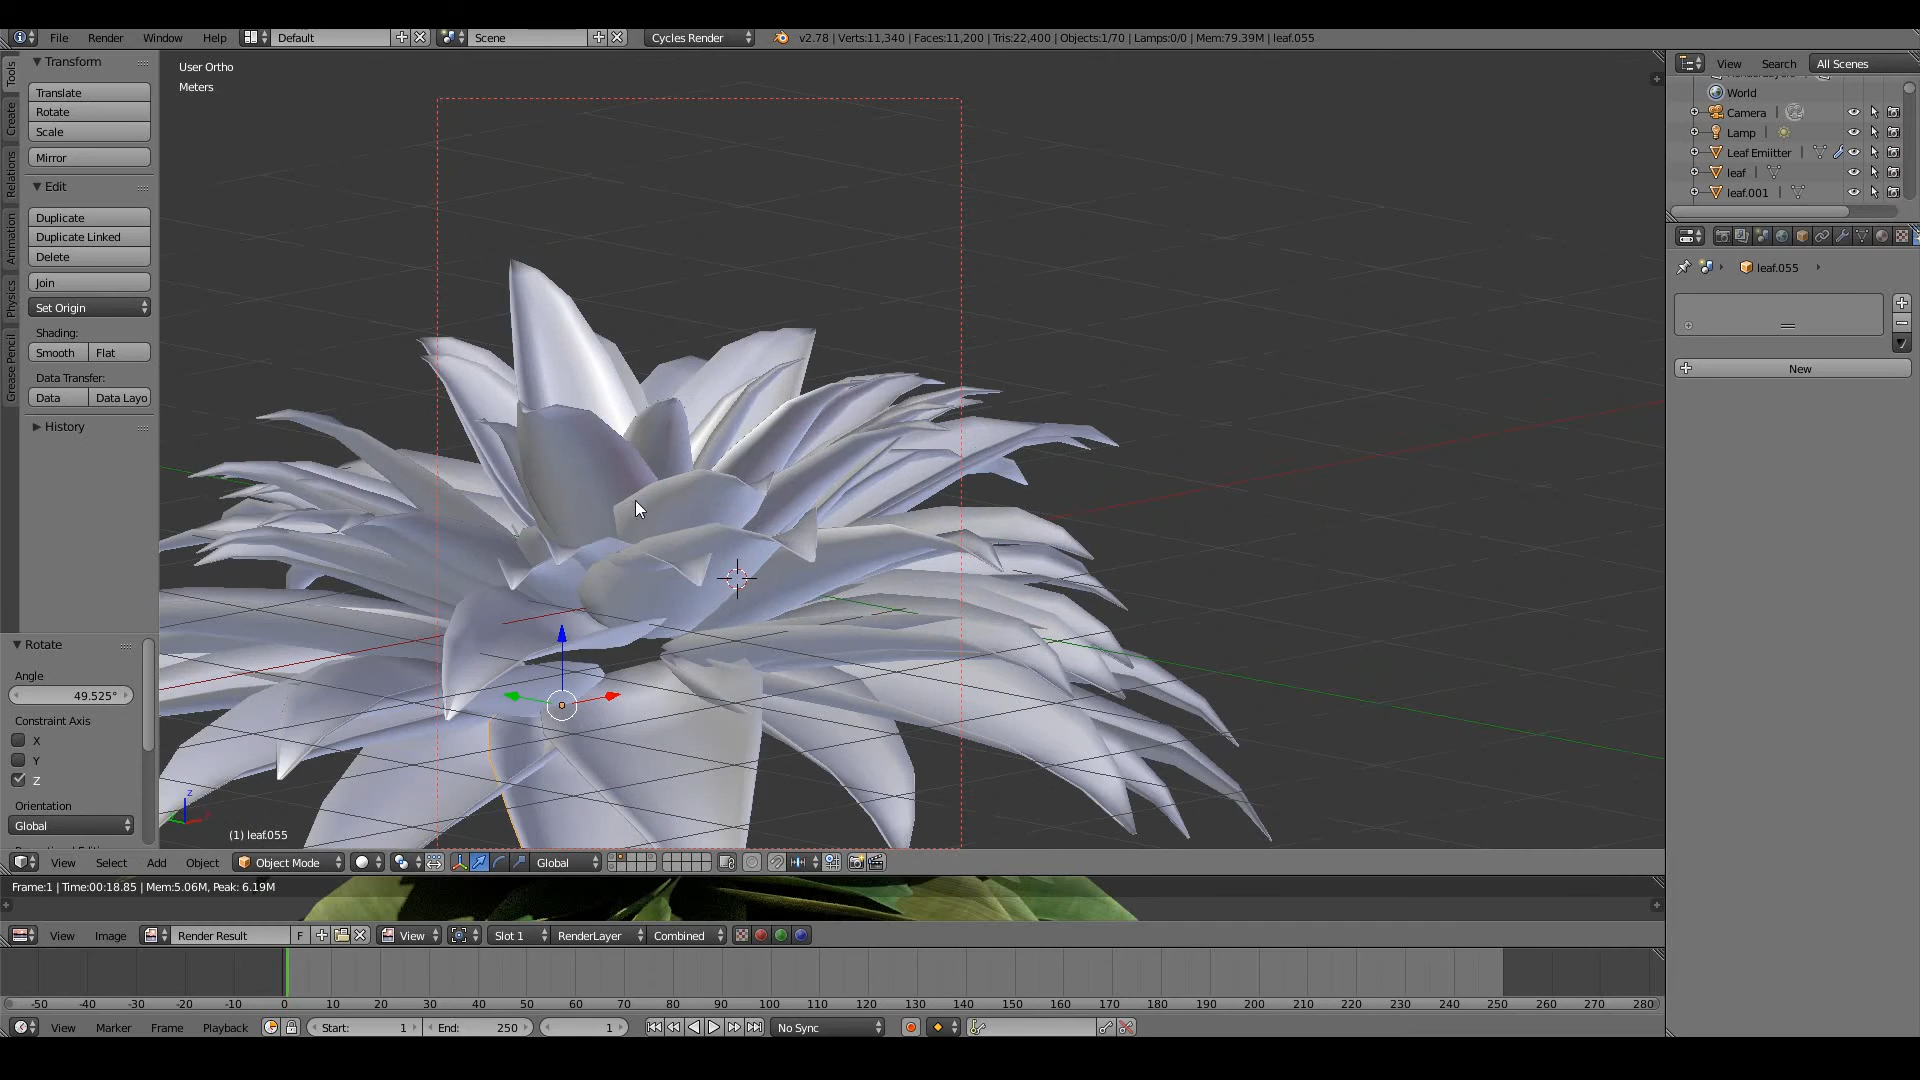 File Render Window Help Default Scene Cycles Render v2.78 | Verts:11,340 | Faces:11,200 | Tris:22,400 | Objects:1/70 | Lamps:0/0 | Mem:79.39M | leaf.055
Tools
Create
Relations
Animation
Physics
Grease Pencil
Transform
Translate
Rotate
Scale
Mirror
Edit
Duplicate
Duplicate Linked
Delete
Join
Set Origin
Shading:
Smooth Flat
Data Transfer:
Data Data Layo
History
Rotate
Angle
49.525°
Constraint Axis
X
Y
Z
Orientation
Global
User Ortho
Meters
z
(1) leaf.055
View Select Add Object Object Mode Global
View Search All Scenes
World
Camera
Lamp
Leaf Emiitter
leaf
leaf.001
leaf.055
New
Frame:1 | Time:00:18.85 | Mem:5.06M, Peak: 6.19M
View Image Render Result F View Slot 1 RenderLayer Combined
-50 -40 -30 -20 -10 0 10 20 30 40 50 60 70 80 90 100 110 120 130 140 150 160 170 180 190 200 210 220 230 240 250 260 270 280
View Marker Frame Playback Start: 1 End: 250 1 No Sync